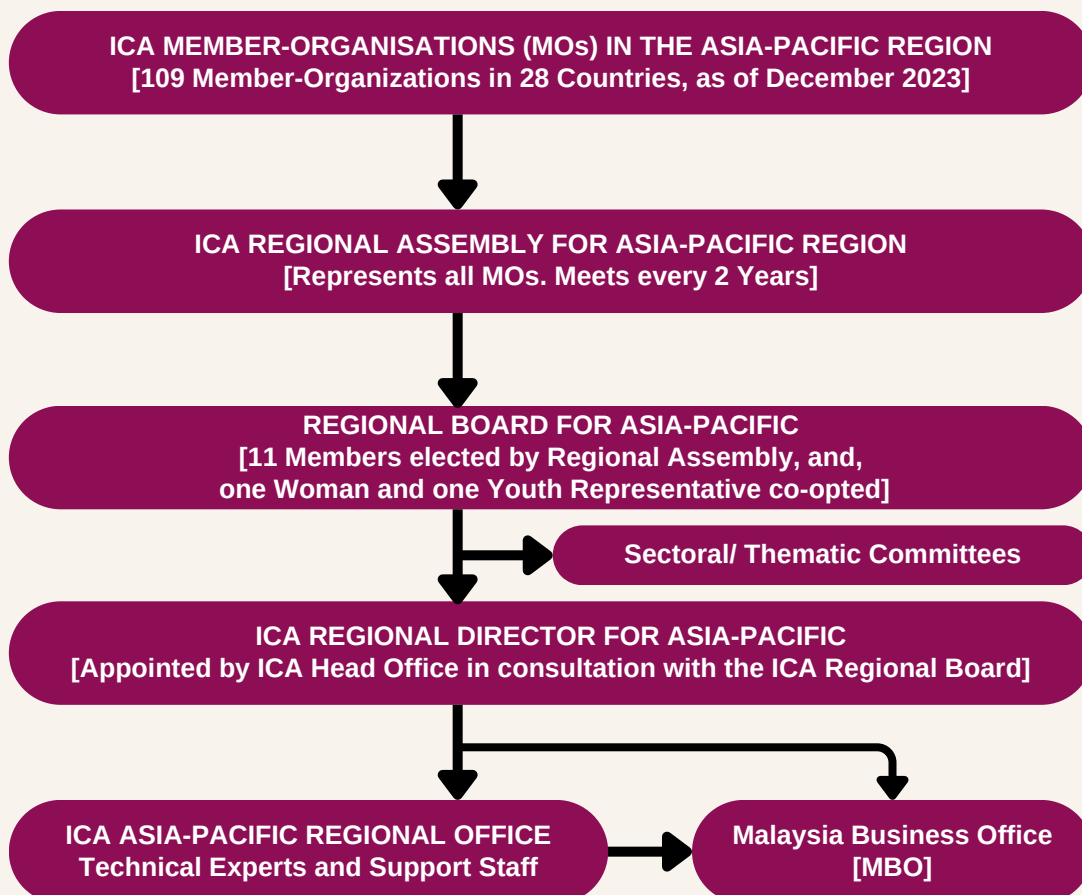 ICA MEMBER-ORGANISATIONS (MOs) IN THE ASIA-PACIFIC REGION
[109 Member-Organizations in 28 Countries, as of December 2023]
ICA REGIONAL ASSEMBLY FOR ASIA-PACIFIC REGION
[Represents all MOs. Meets every 2 Years]
REGIONAL BOARD FOR ASIA-PACIFIC
[11 Members elected by Regional Assembly, and,
one Woman and one Youth Representative co-opted]
Sectoral/ Thematic Committees
ICA REGIONAL DIRECTOR FOR ASIA-PACIFIC
[Appointed by ICA Head Office in consultation with the ICA Regional Board]
ICA ASIA-PACIFIC REGIONAL OFFICE
Technical Experts and Support Staff
Malaysia Business Office
[MBO]